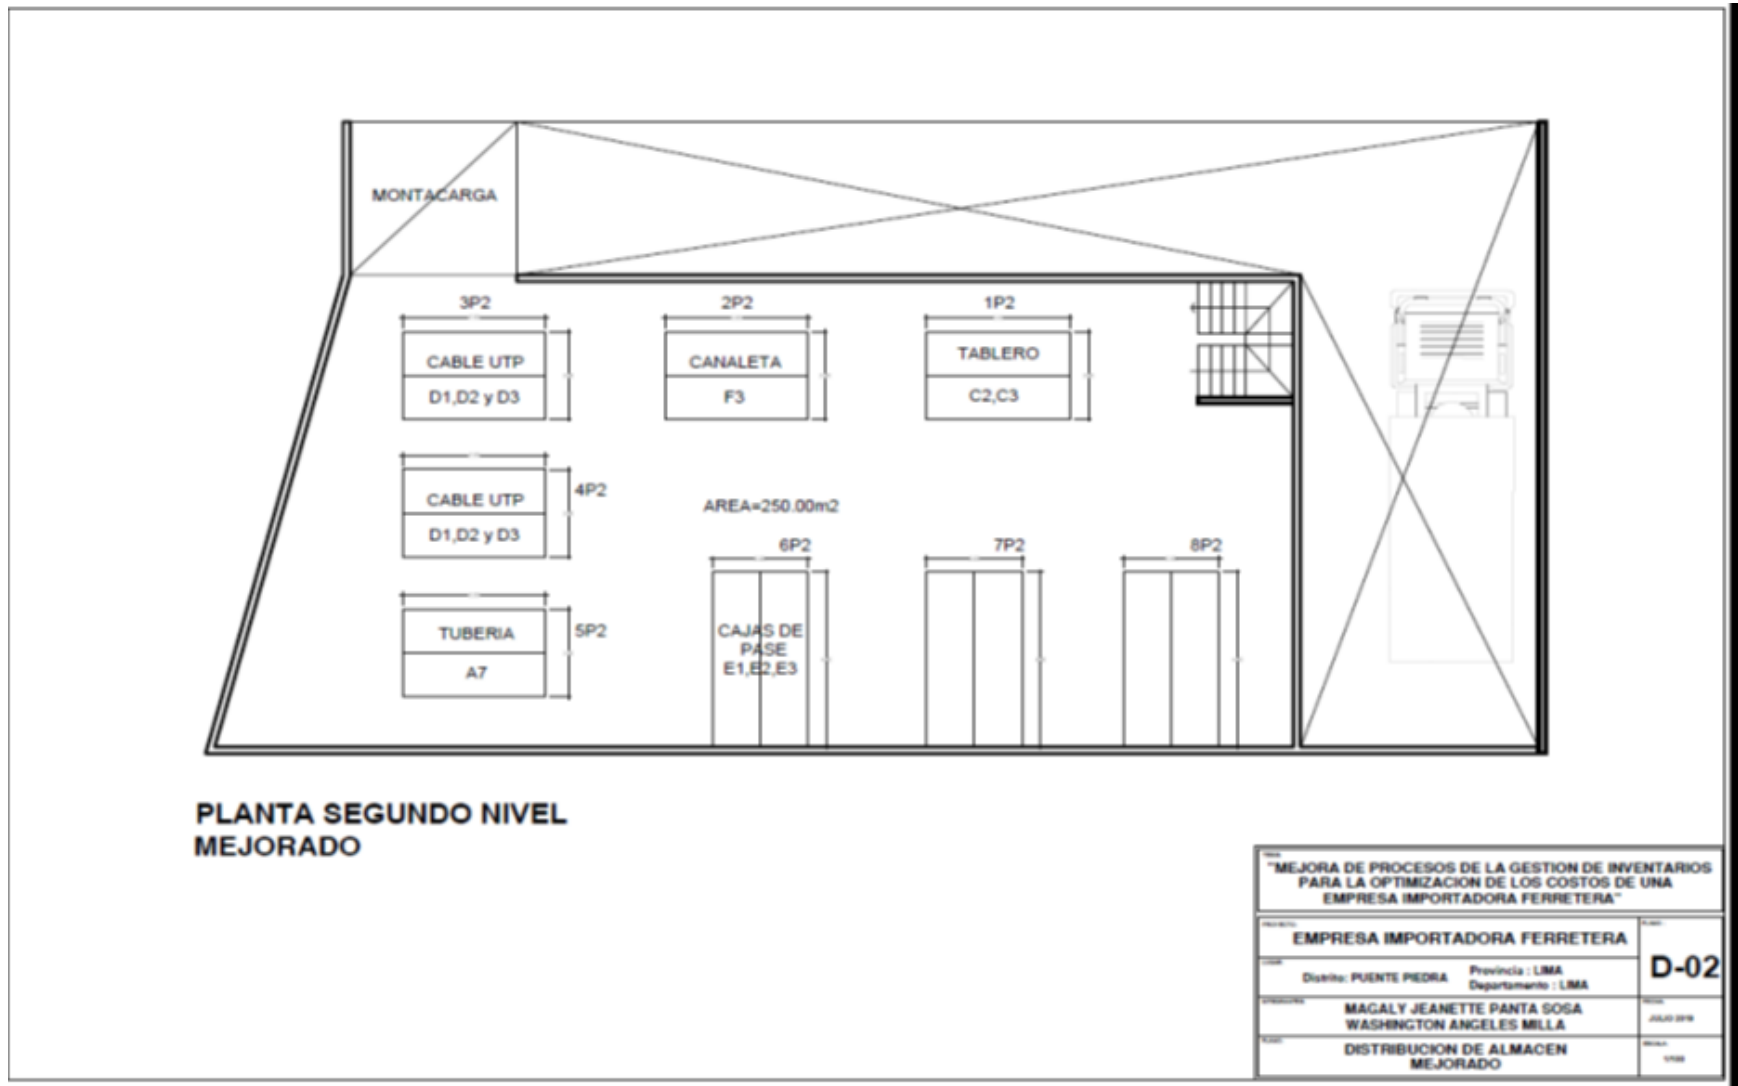 MONTACARGA
3P2
2P2
1P2
CABLE UTP
D1,D2 y D3
CANALETA
F3
TABLERO
C2,C3
CABLE UTP
D1,D2 y D3
4P2
AREA=250.00m2
6P2
7P2
8P2
TUBERIA
A7
5P2
CAJAS DE
PASE
E1,E2,E3
PLANTA SEGUNDO NIVEL
MEJORADO
"MEJORA DE PROCESOS DE LA GESTION DE INVENTARIOS
PARA LA OPTIMIZACION DE LOS COSTOS DE UNA
EMPRESA IMPORTADORA FERRETERA"
EMPRESA IMPORTADORA FERRETERA
D-02
Distrito: PUENTE PIEDRA
Provincia : LIMA
Departamento : LIMA
MAGALY JEANETTE PANTA SOSA
WASHINGTON ANGELES MILLA
DISTRIBUCION DE ALMACEN
MEJORADO